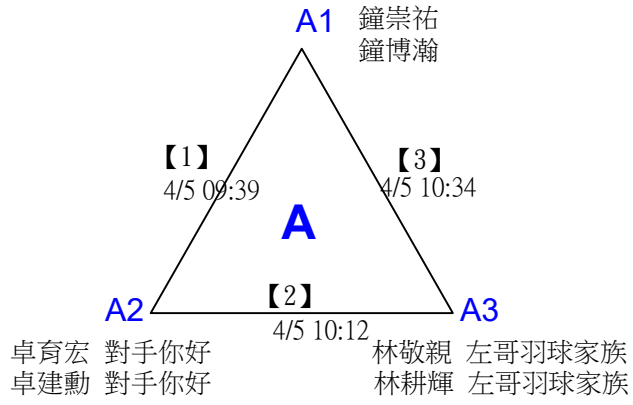 A1 鐘崇祐
鐘博瀚
【1】
4/5 09:39
【3】
4/5 10:34
A
【2】
4/5 10:12
A2
A3
卓育宏 對手你好
卓建勳 對手你好
林敬親 左哥羽球家族
林耕輝 左哥羽球家族